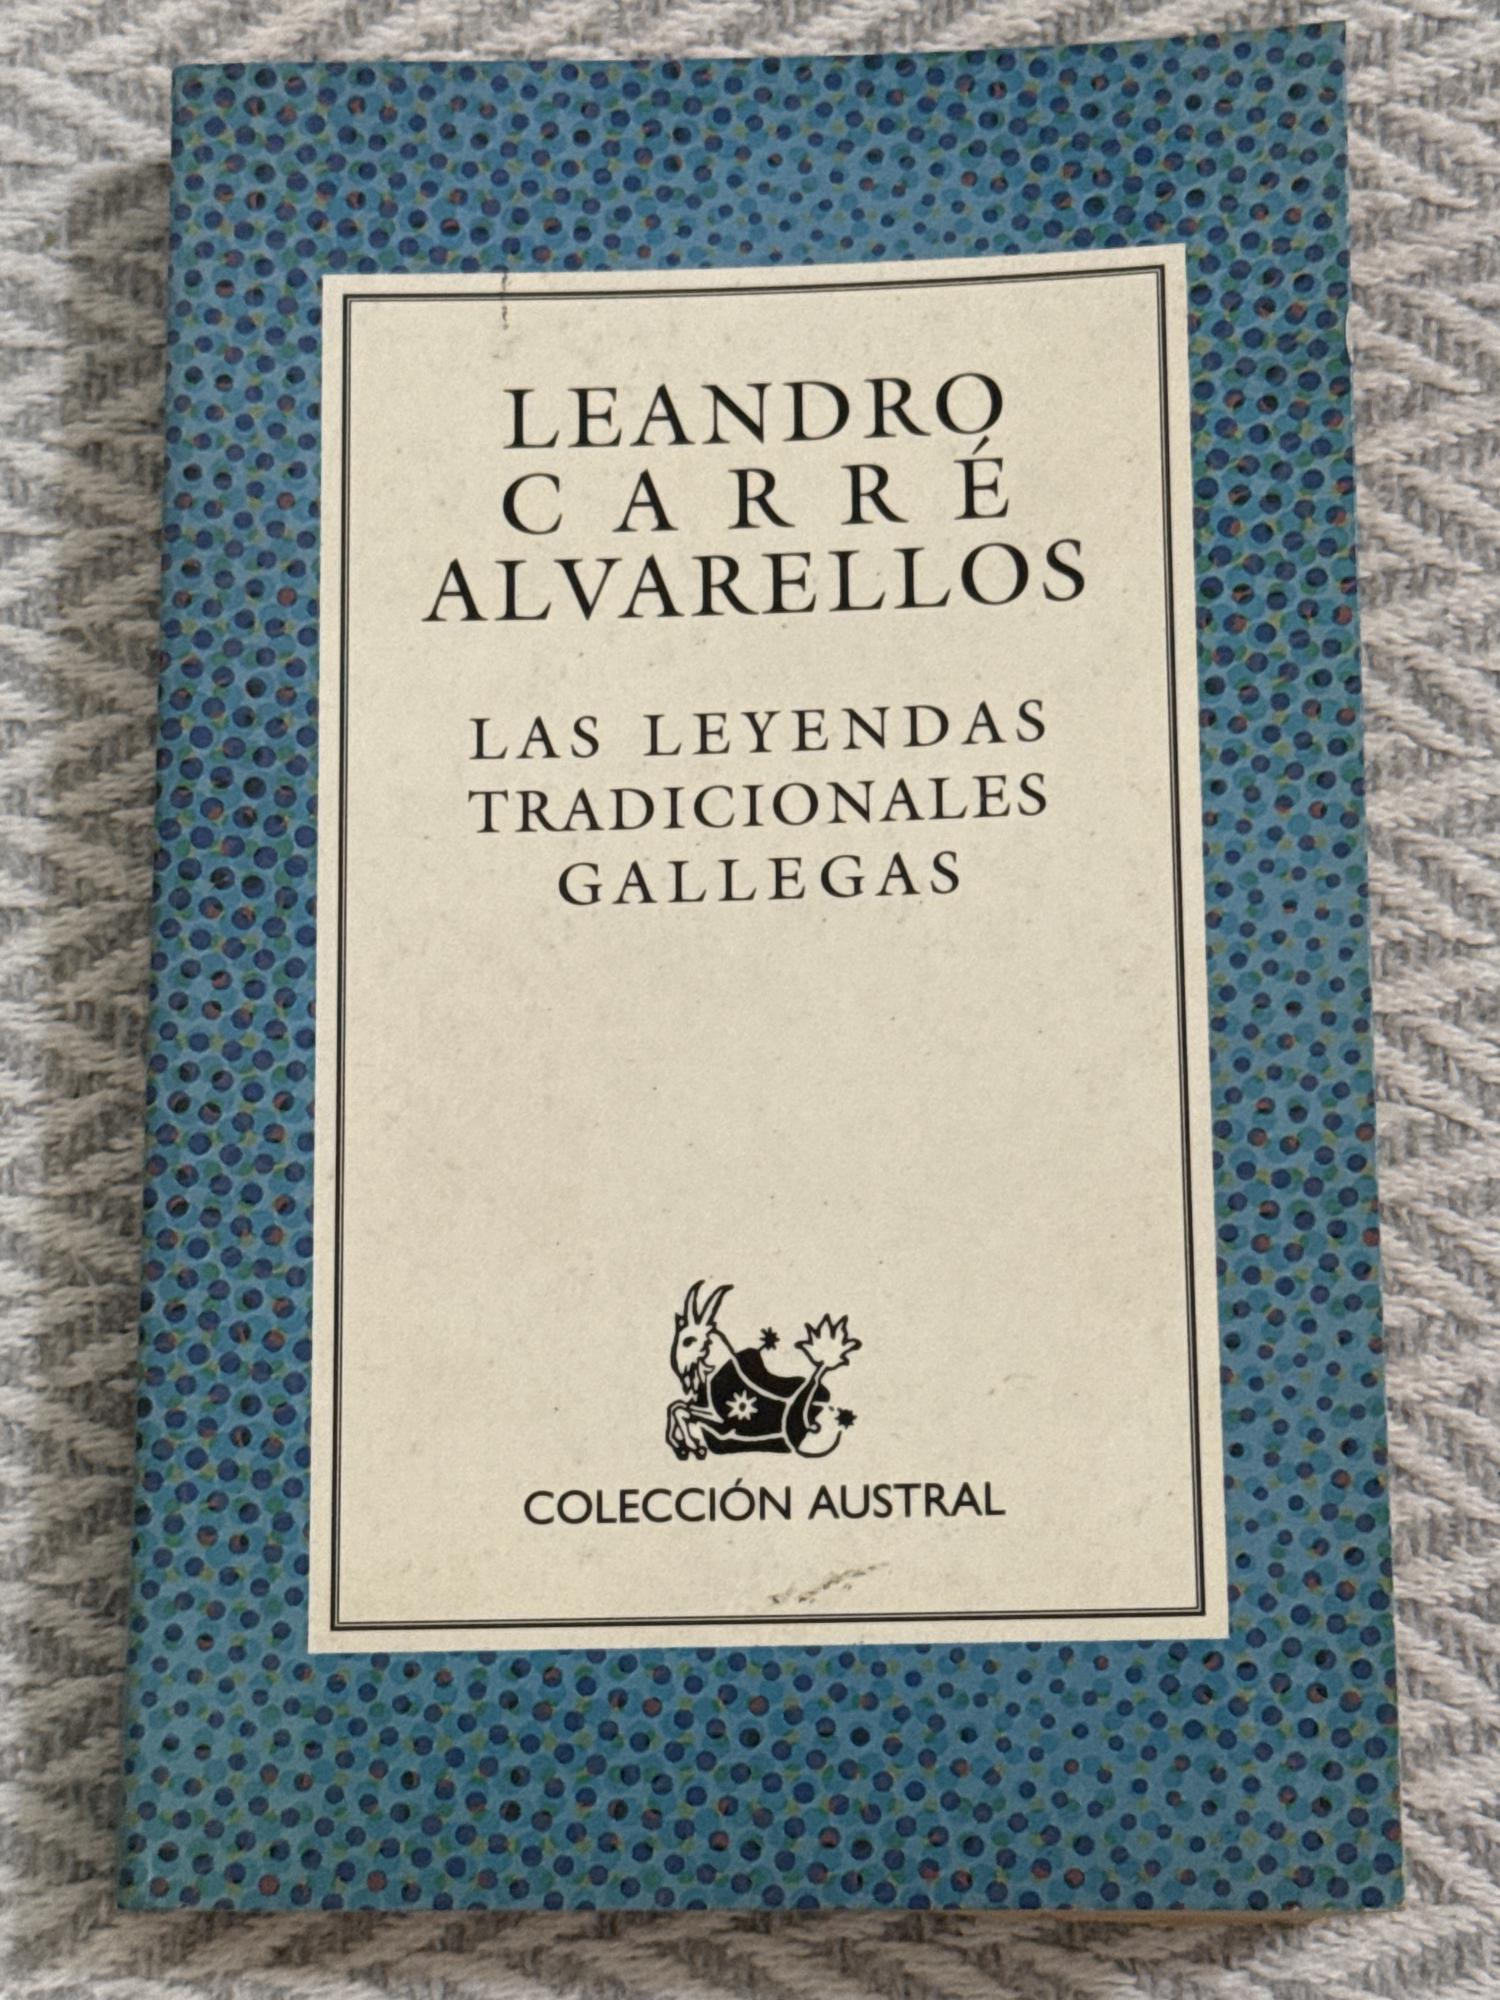 LEANDRO
CARRÉ
ALVARELLOS
LAS LEYENDAS
TRADICIONALES
GALLEGAS
COLECCIÓN AUSTRAL